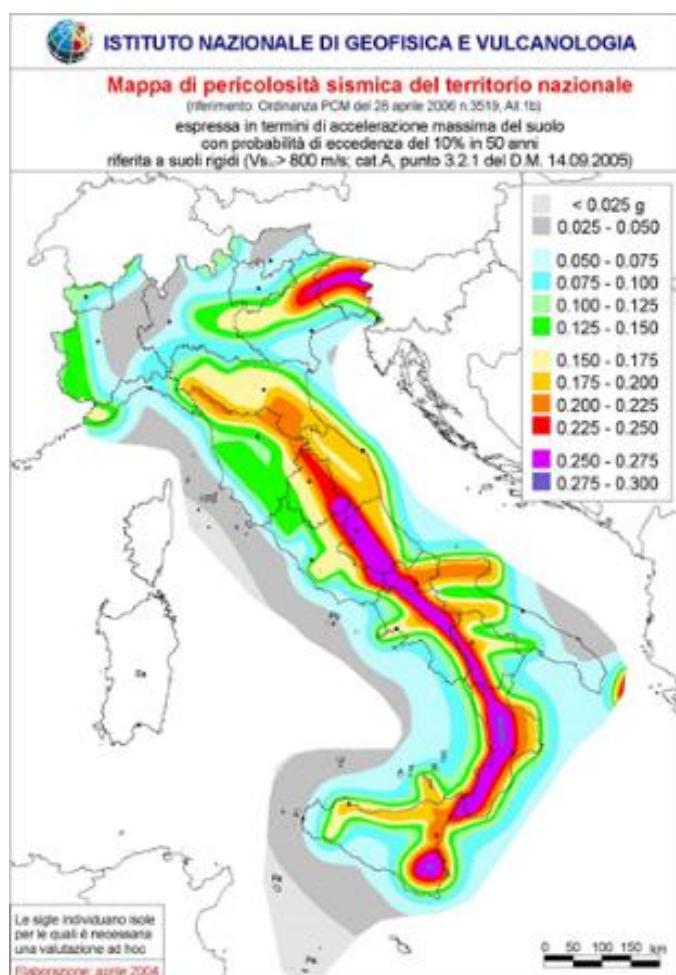 ISTITUTO NAZIONALE DI GEOFISICA E VULCANOLOGIA
Mappa di pericolosità sismica del territorio nazionale
(riferimento: Ordinanza PCM del 28 aprile 2006 n.3519, All.1b)
espressa in termini di accelerazione massima del suolo
con probabilità di eccedenza del 10% in 50 anni
riferita a suoli rigidi (Vs₃₀> 800 m/s; cat.A, punto 3.2.1 del D.M. 14.09.2005)
< 0.025 g
0.025 - 0.050
0.050 - 0.075
0.075 - 0.100
0.100 - 0.125
0.125 - 0.150
0.150 - 0.175
0.175 - 0.200
0.200 - 0.225
0.225 - 0.250
0.250 - 0.275
0.275 - 0.300
Le sigle individuano isole
per le quali è necessaria
una valutazione ad hoc
Elaborazione: aprile 2004
0 50 100 150
km